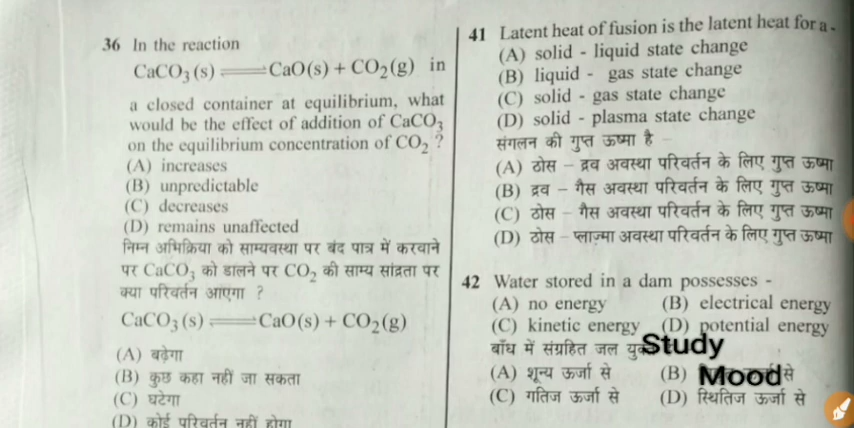 36 In the reaction
CaCO₃(s) ⇌ CaO(s) + CO₂(g) in
a closed container at equilibrium, what
would be the effect of addition of CaCO₃
on the equilibrium concentration of CO₂ ?
(A) increases
(B) unpredictable
(C) decreases
(D) remains unaffected
निम्न अभिक्रिया को साम्यवस्था पर बंद पात्र में करवाने
पर CaCO₃ को डालने पर CO₂ की साम्य सांद्रता पर
क्या परिवर्तन आएगा ?
CaCO₃(s) ⇌ CaO(s) + CO₂(g)
(A) बढ़ेगा
(B) कुछ कहा नहीं जा सकता
(C) घटेगा
(D) कोई परिवर्तन नहीं होगा
41 Latent heat of fusion is the latent heat for a -
(A) solid - liquid state change
(B) liquid - gas state change
(C) solid - gas state change
(D) solid - plasma state change
संगलन की गुप्त ऊष्मा है -
(A) ठोस – द्रव अवस्था परिवर्तन के लिए गुप्त ऊष्मा
(B) द्रव – गैस अवस्था परिवर्तन के लिए गुप्त ऊष्मा
(C) ठोस – गैस अवस्था परिवर्तन के लिए गुप्त ऊष्मा
(D) ठोस – प्लाज़्मा अवस्था परिवर्तन के लिए गुप्त ऊष्मा
42 Water stored in a dam possesses -
(A) no energy (B) electrical energy
(C) kinetic energy (D) potential energy
बाँध में संग्रहित जल
(A) शून्य ऊर्जा से (B) से
(C) गतिज ऊर्जा से (D) स्थितिज ऊर्जा से
Study
Mood